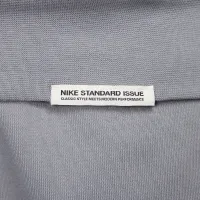 NIKE STANDARD ISSUE
CLASSIC STYLE MEETS MODERN PERFORMANCE